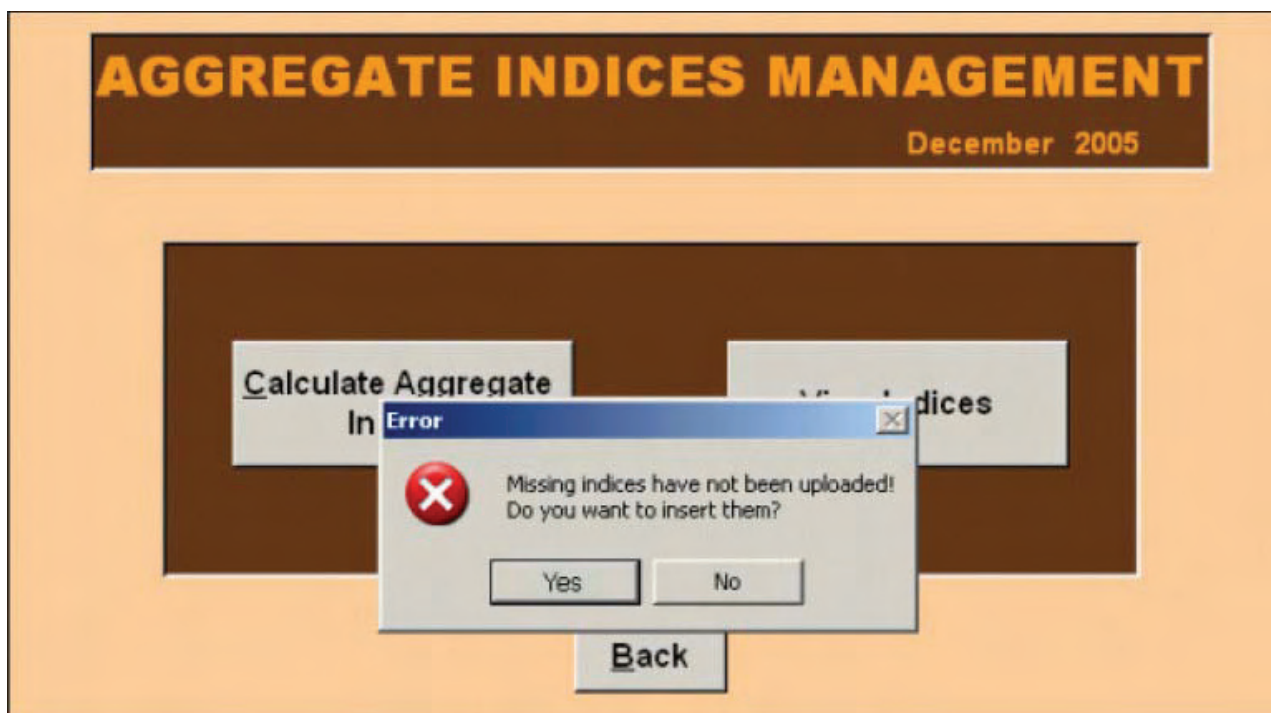 AGGREGATE INDICES MANAGEMENT
December 2005
Calculate Aggregate
In
dices
Error
Missing indices have not been uploaded!
Do you want to insert them?
Yes
No
Back